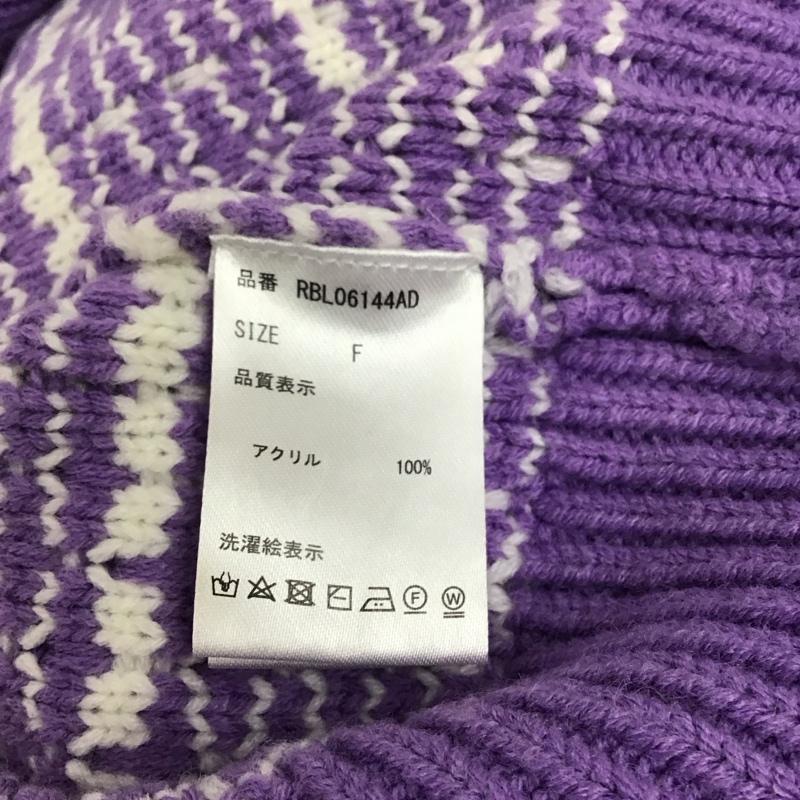 品番 RBL06144AD
SIZE F
品質表示
アクリル 100%
洗濯絵表示
F W